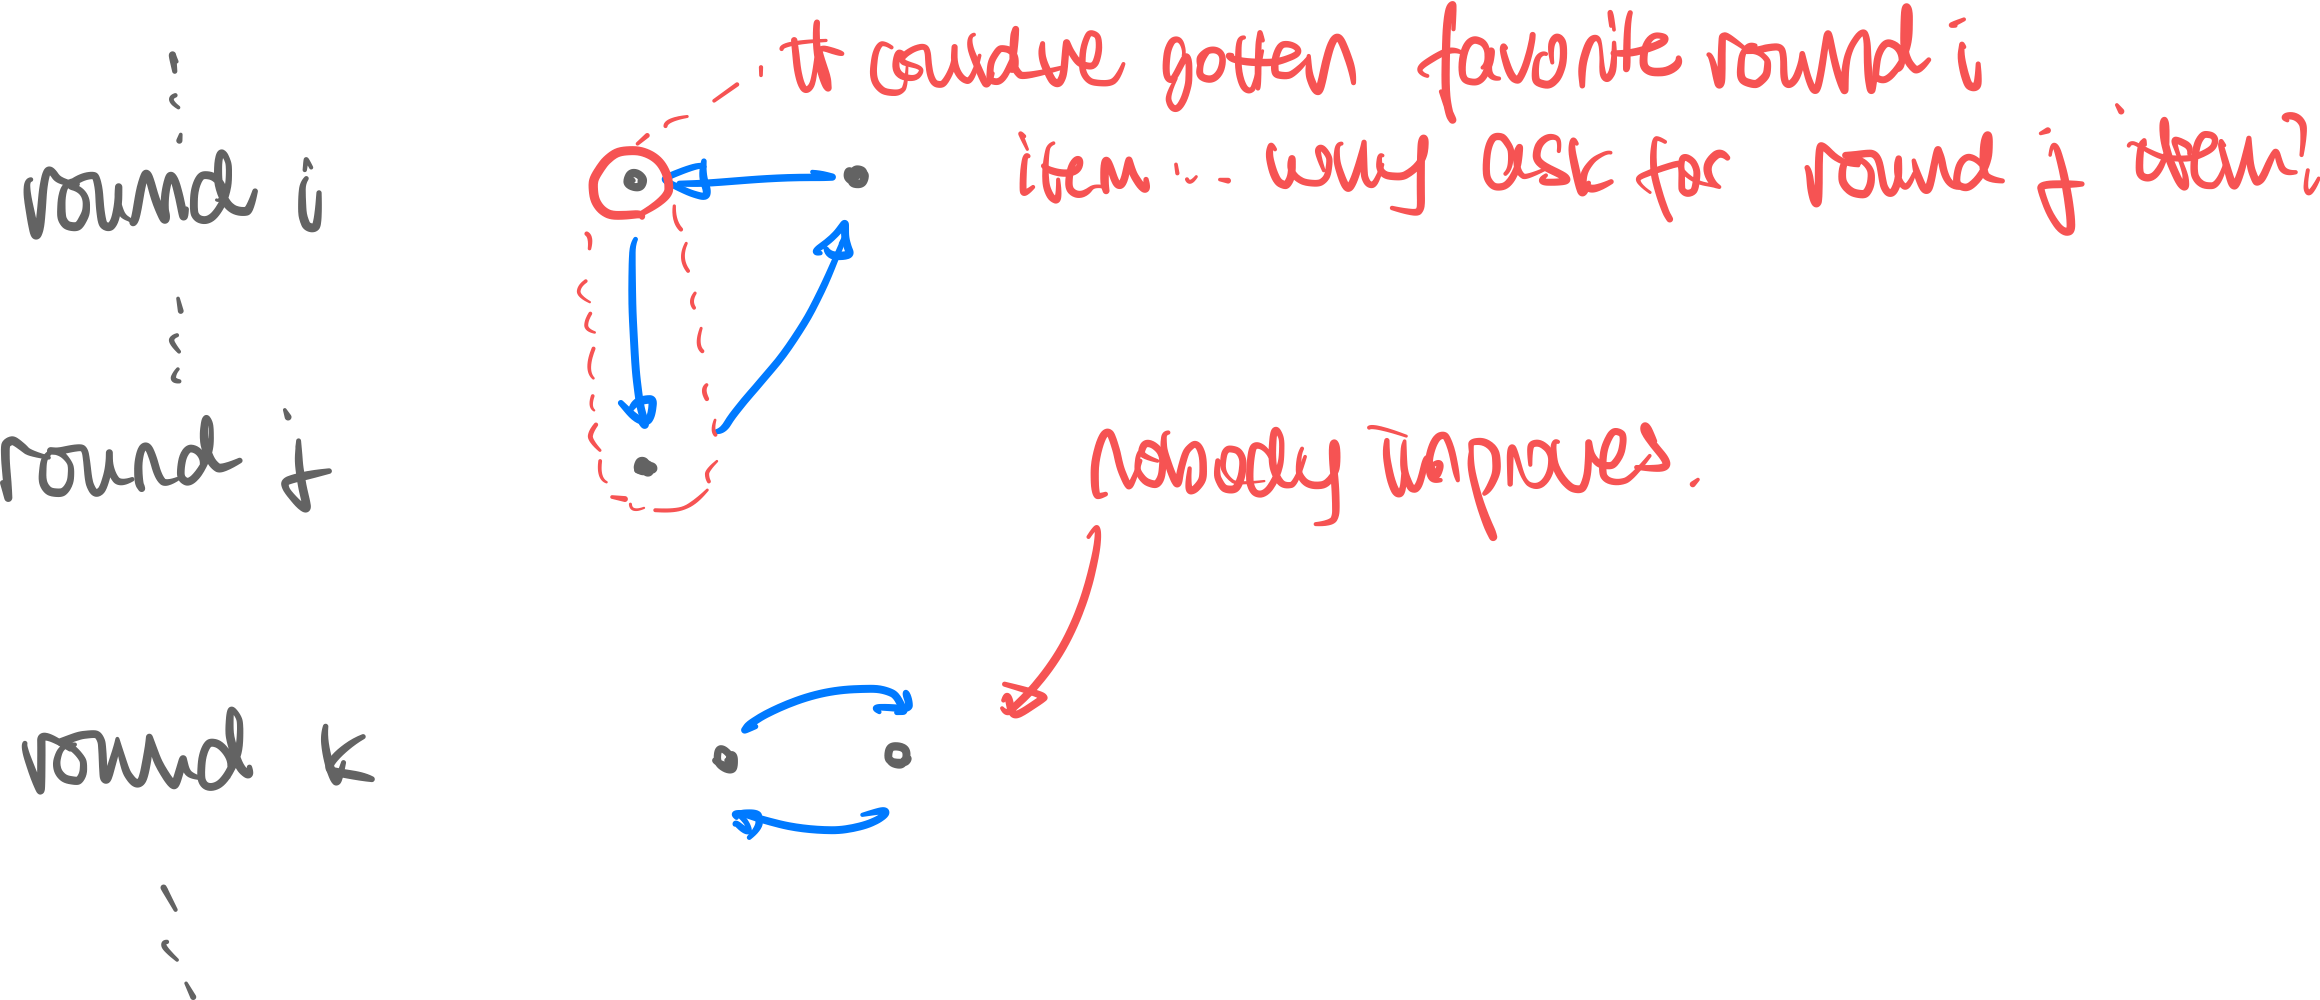 It could've gotten favorite round i
item... why ask for round j item?
round i
round j
nobody improves.
round k